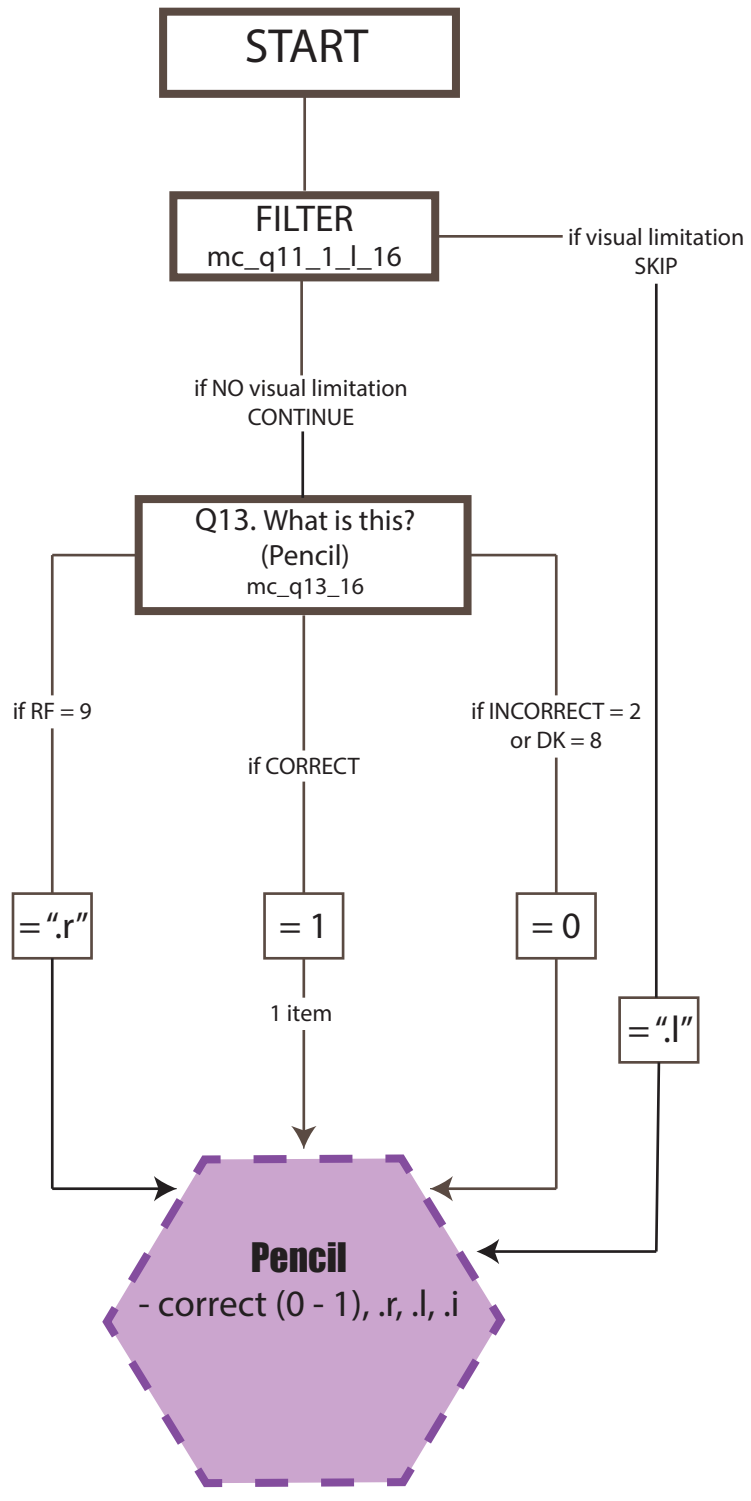 START
FILTER
mc_q11_1_l_16
if visual limitation
SKIP
if NO visual limitation
CONTINUE
Q13. What is this?
(Pencil)
mc_q13_16
if RF = 9
if CORRECT
if INCORRECT = 2
or DK = 8
= “.r”
= 1
= 0
1 item
= “.l”
Pencil
- correct (0 - 1), .r, .l, .i